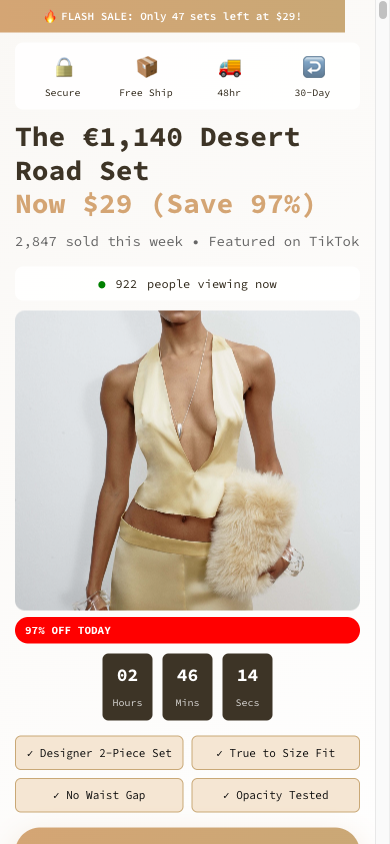 🔥 FLASH SALE: Only 47 sets left at $29!
Secure
Free Ship
48hr
30-Day
The €1,140 Desert
Road Set
Now $29 (Save 97%)
2,847 sold this week • Featured on TikTok
● 922 people viewing now
97% OFF TODAY
02 46 14
Hours Mins Secs
✓ Designer 2-Piece Set
✓ True to Size Fit
✓ No Waist Gap
✓ Opacity Tested